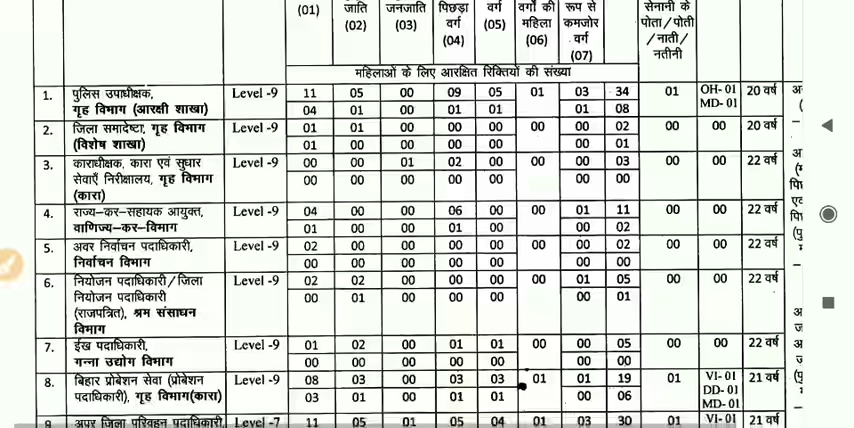 (01) जाति (02) जनजाति (03) पिछड़ा वर्ग (04) वर्ग (05) वर्गों की महिला (06) रूप से कमजोर वर्ग (07) सेनानी के पोता/पोती/नाती/नतीनी
महिलाओं के लिए आरक्षित रिक्तियों की संख्या
1. पुलिस उपाधीक्षक, Level -9 11 05 00 09 05 01 03 34 01 OH- 01 MD- 01 20 वर्ष
गृह विभाग (आरक्षी शाखा) 04 01 00 01 01 01 08
2. जिला समादेष्टा, गृह विभाग Level -9 01 01 00 00 00 00 00 02 00 00 20 वर्ष
(विशेष शाखा) 01 00 00 00 00 00 01
3. काराधीक्षक, कारा एवं सुधार Level -9 00 00 01 02 00 00 00 03 00 00 22 वर्ष
सेवाएँ निरीक्षालय, गृह विभाग 00 00 00 00 00 00 00
(कारा)
4. राज्य–कर–सहायक आयुक्त, Level -9 04 00 00 06 00 00 01 11 00 00 22 वर्ष
वाणिज्य–कर–विभाग 01 00 00 01 00 00 02
5. अवर निर्वाचन पदाधिकारी, Level -9 02 00 00 00 00 00 00 02 00 00 22 वर्ष
निर्वाचन विभाग 00 00 00 00 00 00 00
6. नियोजन पदाधिकारी/जिला Level -9 02 02 00 00 00 00 01 05 00 00 22 वर्ष
नियोजन पदाधिकारी 00 01 00 00 00 00 01
(राजपत्रित), श्रम संसाधन
विभाग
7. ईख पदाधिकारी, Level -9 01 02 00 01 01 00 00 05 00 00 22 वर्ष
गन्ना उद्योग विभाग 00 00 00 00 00 00 00
8. बिहार प्रोबेशन सेवा (प्रोबेशन Level -9 08 03 00 03 03 01 01 19 01 VI- 01 21 वर्ष
पदाधिकारी), गृह विभाग(कारा) 03 01 00 01 01 00 06 DD- 01
MD- 01
9. अपर जिला परिवहन पदाधिकारी, Level -7 11 05 01 05 04 01 03 30 01 VI- 01 21 वर्ष